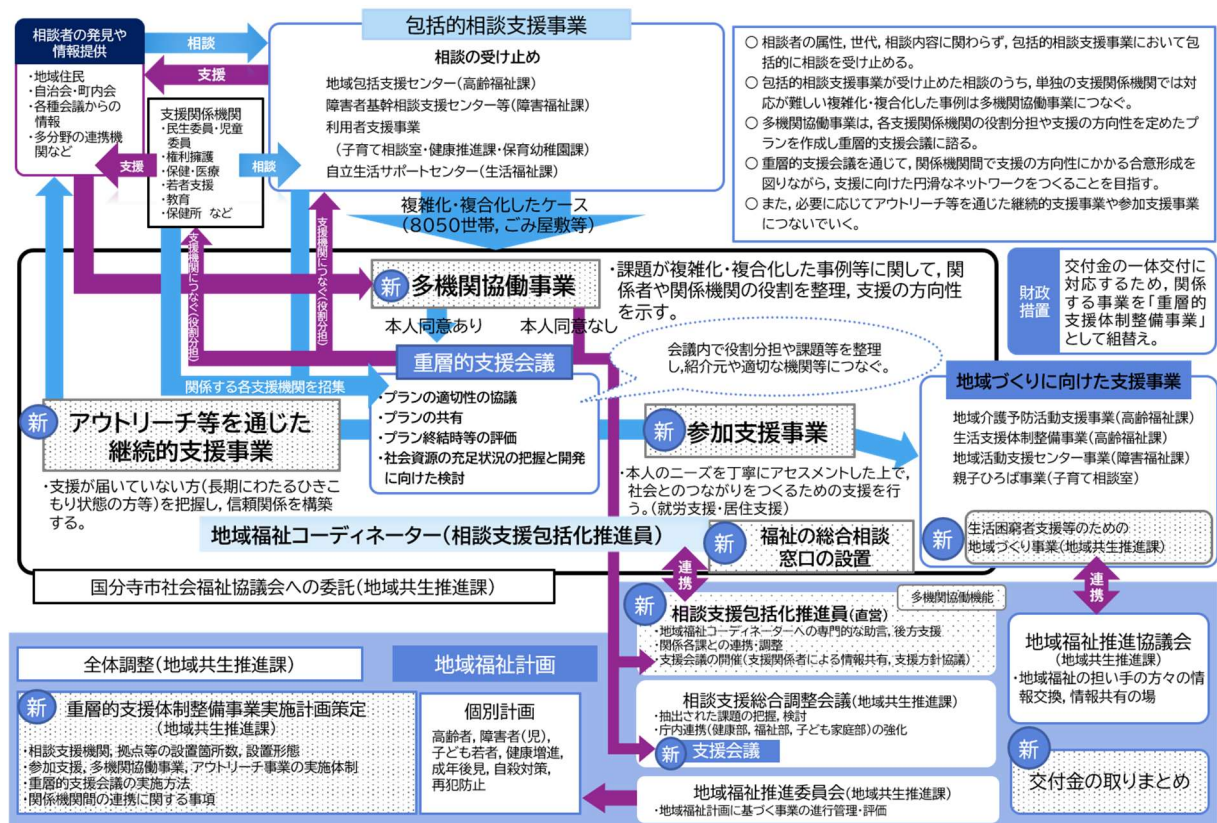 相談者の発見や
情報提供
・地域住民
・自治会・町内会
・各種会議からの
情報
・多分野の連携機
関など
相談
支援
支援関係機関
・民生委員・児童
委員
・権利擁護
・保健・医療
・若者支援
・教育
・保健所 など
支援
相談
包括的相談支援事業
相談の受け止め
地域包括支援センター(高齢福祉課)
障害者基幹相談支援センター等(障害福祉課)
利用者支援事業
(子育て相談室・健康推進課・保育幼稚園課)
自立生活サポートセンター(生活福祉課)
○ 相談者の属性,世代,相談内容に関わらず,包括的相談支援事業において包
括的に相談を受け止める。
○ 包括的相談支援事業が受け止めた相談のうち,単独の支援関係機関では対
応が難しい複雑化・複合化した事例は多機関協働事業につなぐ。
○ 多機関協働事業は,各支援関係機関の役割分担や支援の方向性を定めたプ
ランを作成し重層的支援会議に諮る。
○ 重層的支援会議を通じて,関係機関間で支援の方向性にかかる合意形成を
図りながら,支援に向けた円滑なネットワークをつくることを目指す。
○ また,必要に応じてアウトリーチ等を通じた継続的支援事業や参加支援事業
につないでいく。
複雑化・複合化したケース
(8050世帯,ごみ屋敷等)
支援機関につなぐ(役割分担)
支援機関につなぐ(役割分担)
新
多機関協働事業
・課題が複雑化・複合化した事例等に関して,関
係者や関係機関の役割を整理,支援の方向性
を示す。
財政
措置
交付金の一体交付に
対応するため,関係
する事業を「重層的
支援体制整備事業」
として組替え。
本人同意あり
本人同意なし
重層的支援会議
・プランの適切性の協議
・プランの共有
・プラン終結時等の評価
・社会資源の充足状況の把握と開発
に向けた検討
会議内で役割分担や課題等を整理
し,紹介元や適切な機関等につなぐ。
関係する各支援機関を招集
新
アウトリーチ等を通じた
継続的支援事業
・支援が届いていない方(長期にわたるひきこ
もり状態の方等)を把握し,信頼関係を構築
する。
新
参加支援事業
・本人のニーズを丁寧にアセスメントした上で,
社会とのつながりをつくるための支援を行
う。(就労支援・居住支援)
地域づくりに向けた支援事業
地域介護予防活動支援事業(高齢福祉課)
生活支援体制整備事業(高齢福祉課)
地域活動支援センター事業(障害福祉課)
親子ひろば事業(子育て相談室)
新
生活困窮者支援等のための
地域づくり事業(地域共生推進課)
地域福祉コーディネーター(相談支援包括化推進員)
新
福祉の総合相談
窓口の設置
国分寺市社会福祉協議会への委託(地域共生推進課)
連携
連携
新
多機関協働機能
相談支援包括化推進員(直営)
・地域福祉コーディネーターへの専門的な助言,後方支援
・関係各課との連携・調整
・支援会議の開催(支援関係者による情報共有,支援方針協議)
相談支援総合調整会議(地域共生推進課)
・抽出された課題の把握,検討
・庁内連携(健康部,福祉部,子ども家庭部)の強化
新
支援会議
地域福祉推進委員会(地域共生推進課)
・地域福祉計画に基づく事業の進行管理・評価
地域福祉推進協議会
(地域共生推進課)
・地域福祉の担い手の方々の情
報交換,情報共有の場
新
交付金の取りまとめ
全体調整(地域共生推進課)
新
重層的支援体制整備事業実施計画策定
(地域共生推進課)
・相談支援機関,拠点等の設置箇所数,設置形態
・参加支援,多機関協働事業,アウトリーチ事業の実施体制
・重層的支援会議の実施方法
・関係機関間の連携に関する事項
地域福祉計画
個別計画
高齢者,障害者(児),
子ども若者,健康増進,
成年後見,自殺対策,
再犯防止